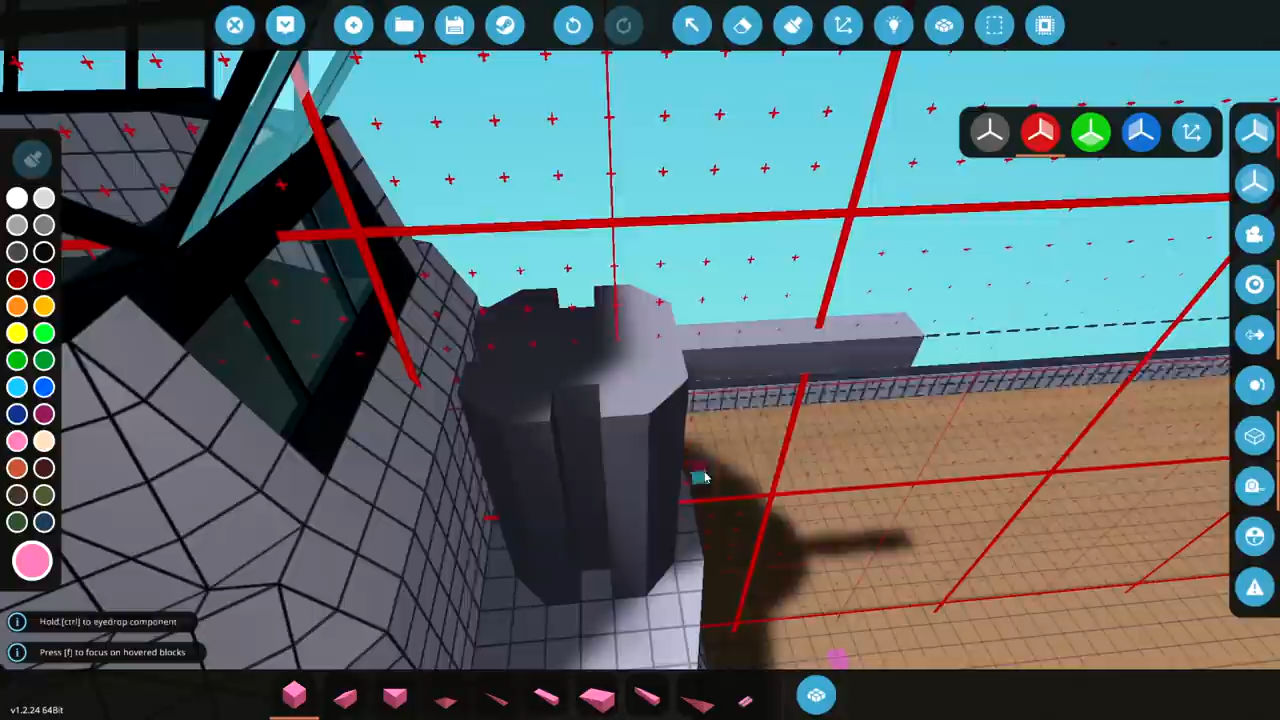 Hold [ctrl] to eyedrop component
Press [f] to focus on hovered blocks
v1.2.24 64Bit